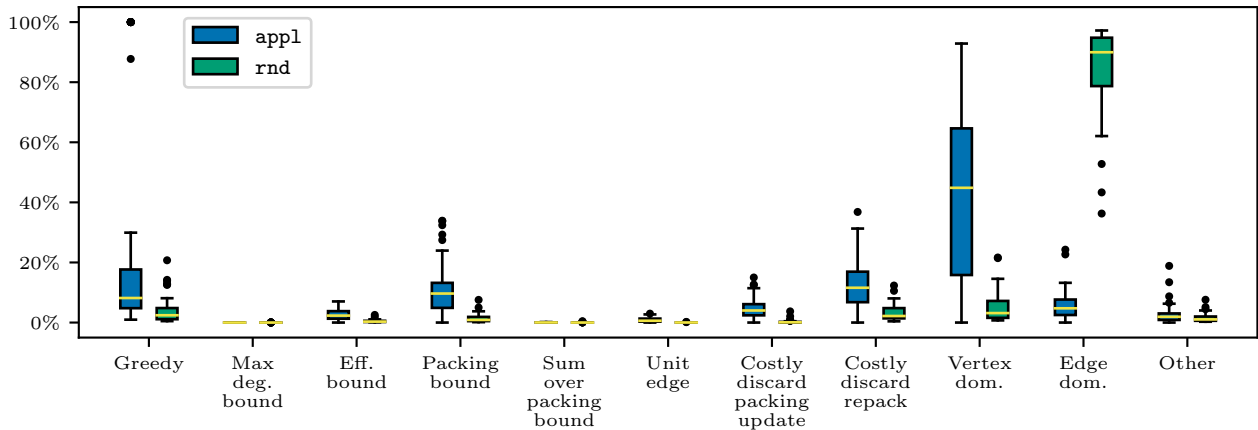 100%
80%
60%
40%
20%
0%
appl
rnd
Greedy
Max
deg.
bound
Eff.
bound
Packing
bound
Sum
over
packing
bound
Unit
edge
Costly
discard
packing
update
Costly
discard
repack
Vertex
dom.
Edge
dom.
Other